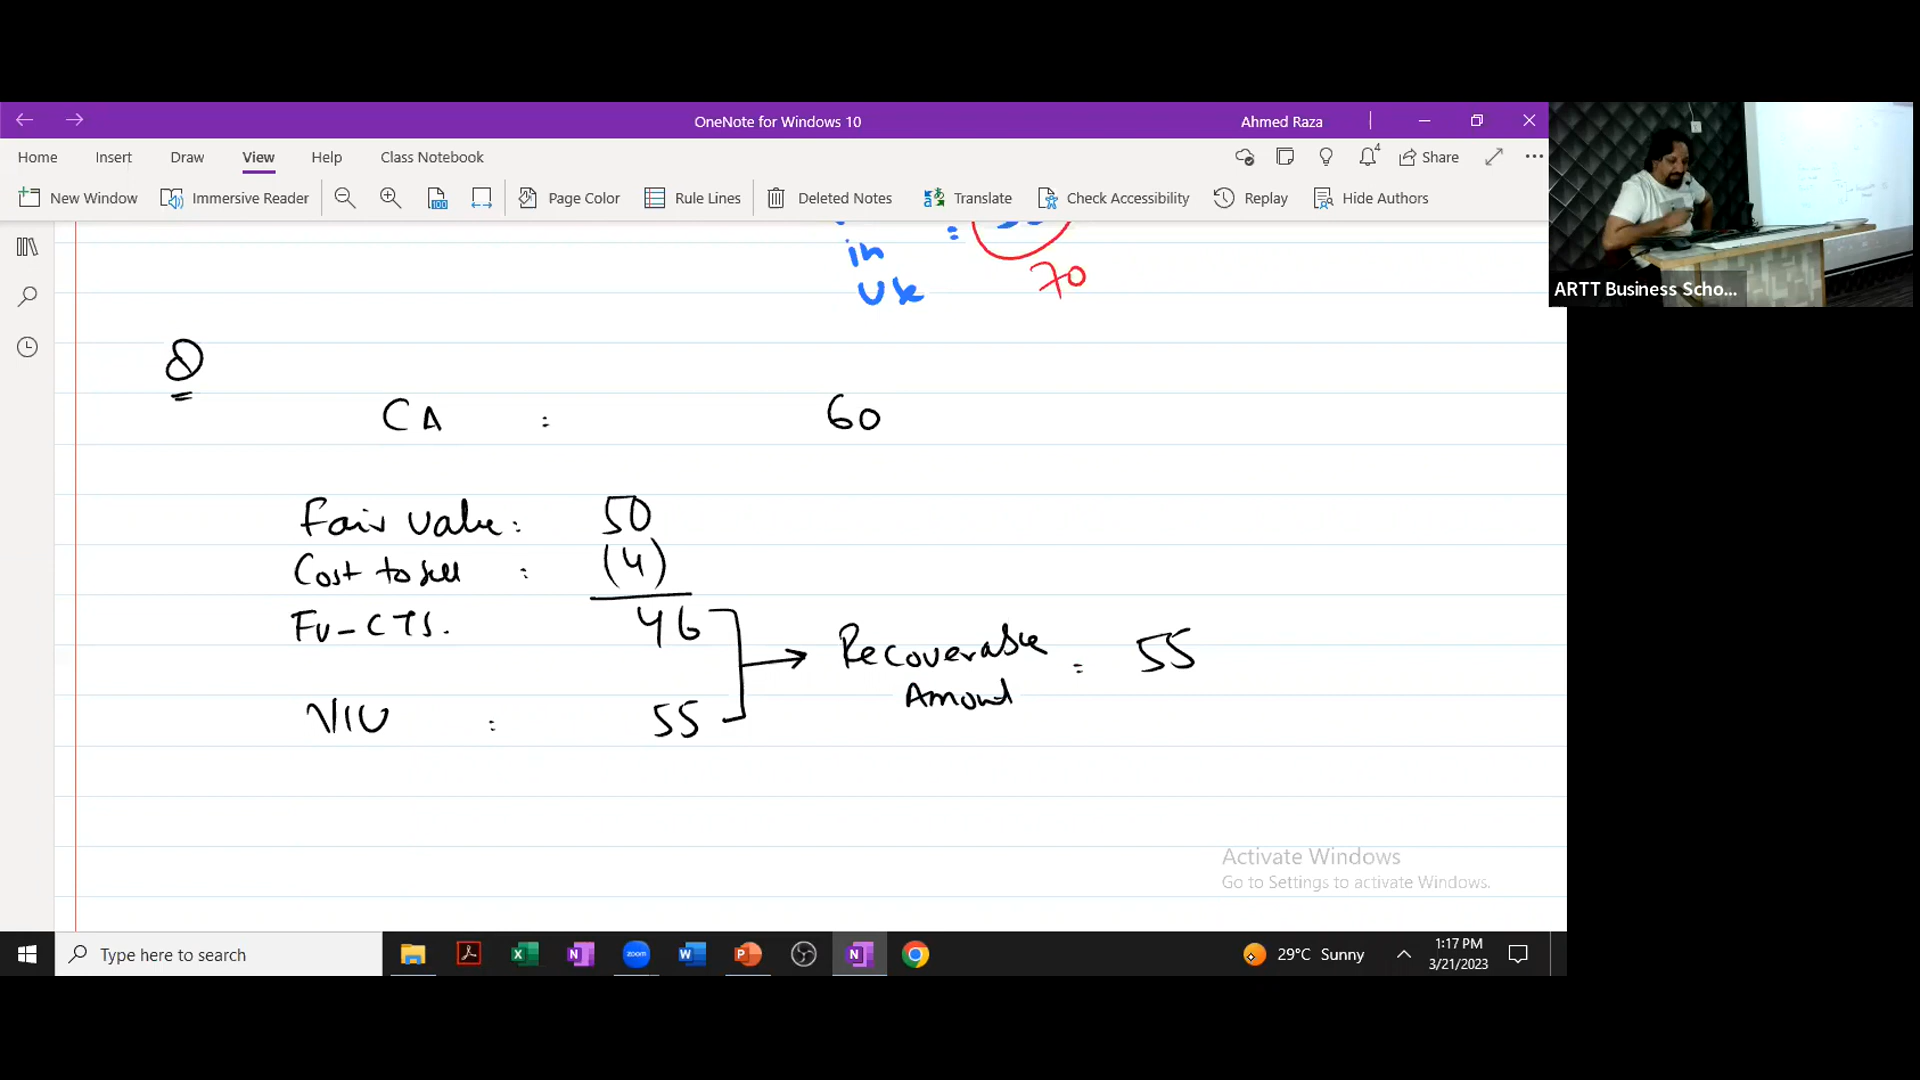 OneNote for Windows 10
Ahmed Raza
Home Insert Draw View Help Class Notebook
4
Share
New Window Immersive Reader Page Color Rule Lines Deleted Notes Translate Check Accessibility Replay Hide Authors
in :
Use 70
Q
CA : 60
Fair value : 50
Cost to sell : (4)
FV-CTS. 46
Recoverable = 55
Amount
VIU : 55
ARTT Business Scho...
Activate Windows
Go to Settings to activate Windows.
Type here to search
zoom
29°C Sunny
1:17 PM
3/21/2023